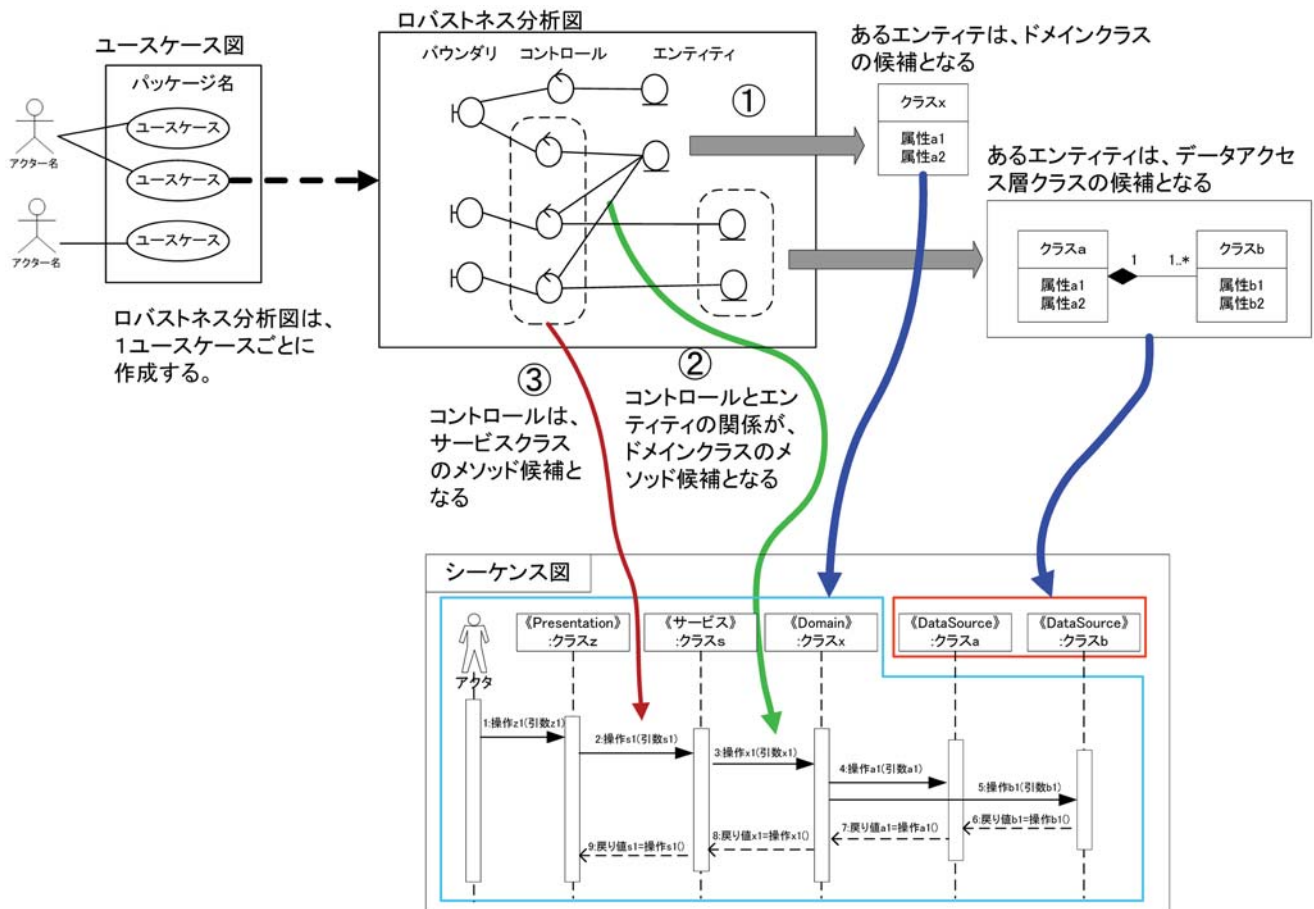 ユースケース図
パッケージ名
ユースケース
ユースケース
ユースケース
アクター名
アクター名
ロバストネス分析図は、
1ユースケースごとに
作成する。
ロバストネス分析図
バウンダリ
コントロール
エンティティ
①
あるエンティテは、ドメインクラス
の候補となる
クラスx
属性a1
属性a2
あるエンティティは、データアクセ
ス層クラスの候補となる
クラスa
属性a1
属性a2
1
1..*
クラスb
属性b1
属性b2
③
コントロールは、
サービスクラス
のメソッド候補と
なる
②
コントロールとエン
ティティの関係が、
ドメインクラスのメ
ソッド候補となる
シーケンス図
アクタ
《Presentation》
:クラスz
《サービス》
:クラスs
《Domain》
:クラスx
《DataSource》
:クラスa
《DataSource》
:クラスb
1:操作z1(引数z1)
2:操作s1(引数s1)
3:操作x1(引数x1)
4:操作a1(引数a1)
5:操作b1(引数b1)
6:戻り値b1=操作b1()
7:戻り値a1=操作a1()
8:戻り値x1=操作x1()
9:戻り値s1=操作s1()